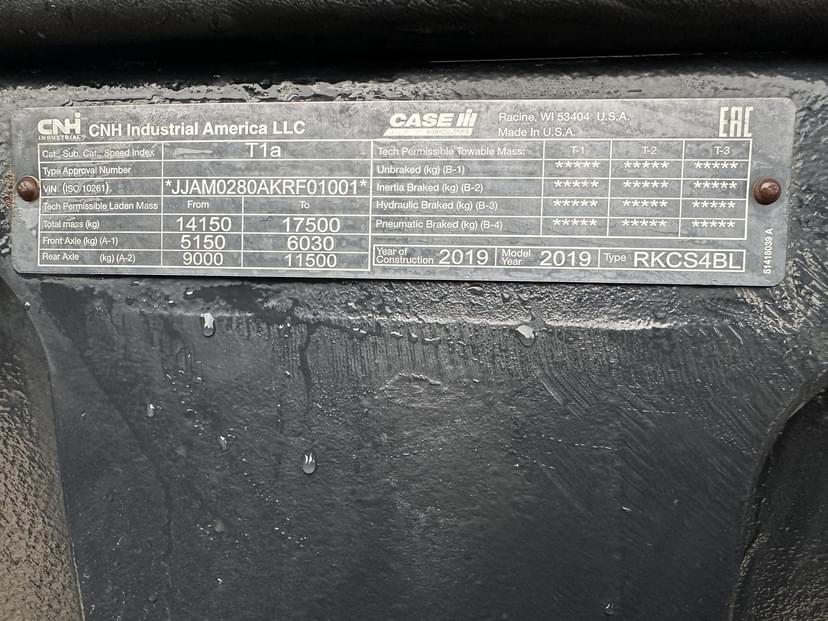 CNH INDUSTRIAL CNH Industrial America LLC
CASE III AGRICULTURE
Racine, WI 53404 U.S.A.
Made in U.S.A.
EAC
Cat., Sub. Cat., Speed Index T1a
Type Approval Number
VIN (ISO 10261) *JJAM0280AKRF01001*
Tech Permissible Laden Mass From To
Total mass (kg) 14150 17500
Front Axle (kg) (A-1) 5150 6030
Rear Axle (kg) (A-2) 9000 11500
Tech Permissible Towable Mass: T-1 T-2 T-3
Unbraked (kg) (B-1) ***** ***** *****
Inertia Braked (kg) (B-2) ***** ***** *****
Hydraulic Braked (kg) (B-3) ***** ***** *****
Pneumatic Braked (kg) (B-4) ***** ***** *****
Year of Construction 2019 Model Year 2019 Type RKCS4BL
51418039 A